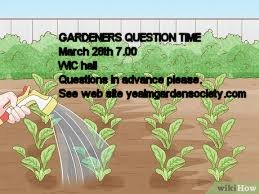 GARDENERS QUESTION TIME
March 28th 7.00
WIC hall
Questions in advance please.
See web site yealmgardensociety.com
wikiHow